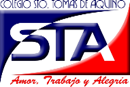 COLEGIO STO. TOMAS DE AQUINO
STA
Amor, Trabajo y Alegría